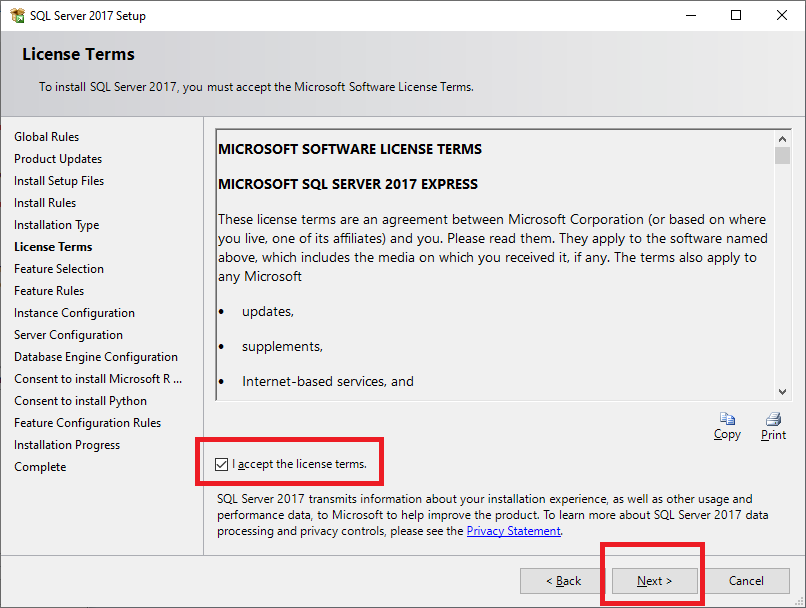 SQL Server 2017 Setup
License Terms
To install SQL Server 2017, you must accept the Microsoft Software License Terms.
Global Rules
Product Updates
Install Setup Files
Install Rules
Installation Type
License Terms
Feature Selection
Feature Rules
Instance Configuration
Server Configuration
Database Engine Configuration
Consent to install Microsoft R ...
Consent to install Python
Feature Configuration Rules
Installation Progress
Complete
MICROSOFT SOFTWARE LICENSE TERMS
MICROSOFT SQL SERVER 2017 EXPRESS
These license terms are an agreement between Microsoft Corporation (or based on where
you live, one of its affiliates) and you. Please read them. They apply to the software named
above, which includes the media on which you received it, if any. The terms also apply to
any Microsoft
• updates,
• supplements,
• Internet-based services, and
Copy
Print
I accept the license terms.
SQL Server 2017 transmits information about your installation experience, as well as other usage and
performance data, to Microsoft to help improve the product. To learn more about SQL Server 2017 data
processing and privacy controls, please see the Privacy Statement.
< Back
Next >
Cancel